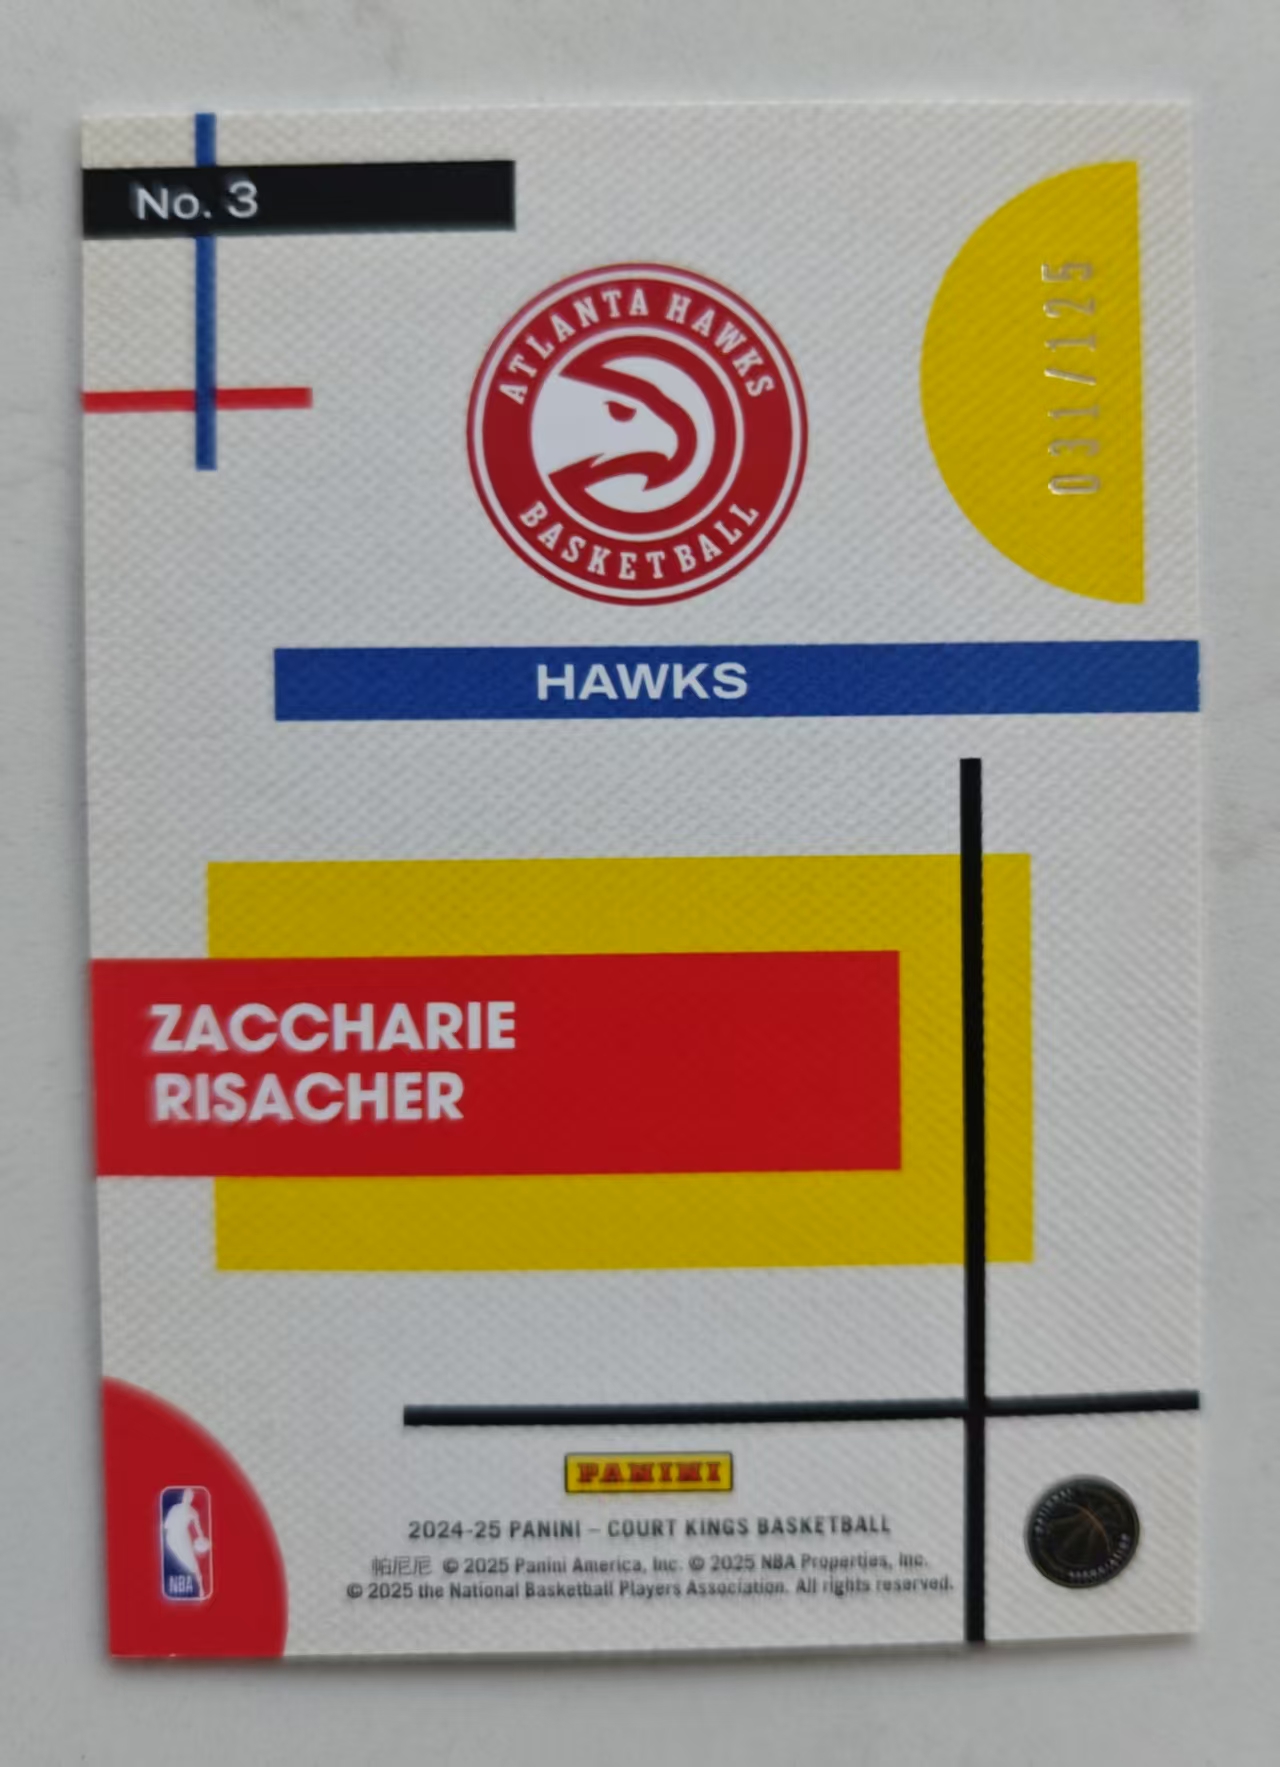 No. 3
031/125
ATLANTA HAWKS
BASKETBALL
HAWKS
ZACCHARIE
RISACHER
PANINI
2024-25 PANINI – COURT KINGS BASKETBALL
帕尼尼 © 2025 Panini America, Inc. © 2025 NBA Properties, Inc.
© 2025 the National Basketball Players Association. All rights reserved.
NBA